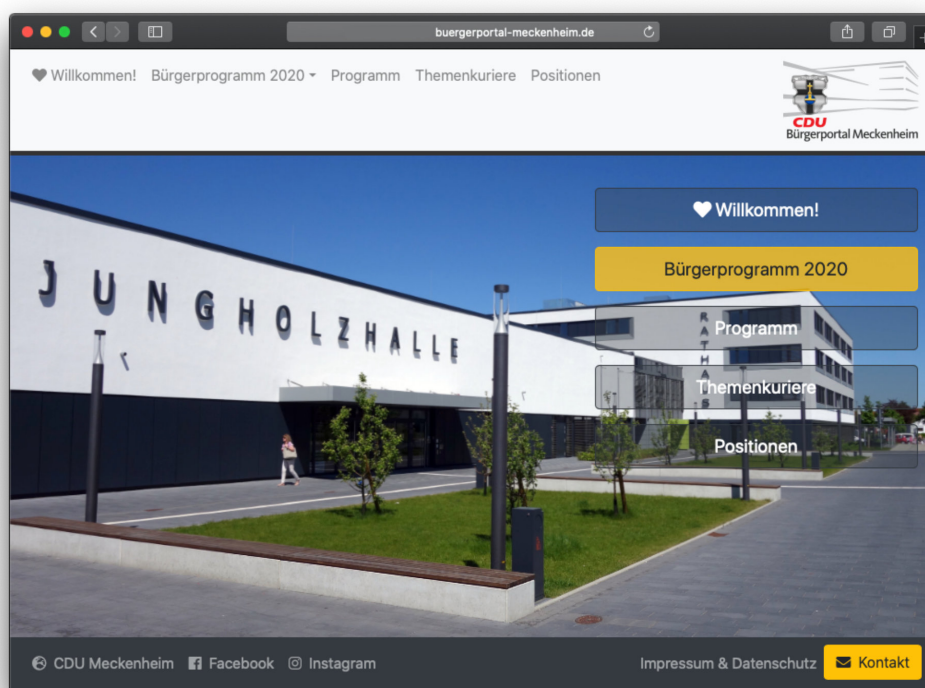 buergerportal-meckenheim.de
Willkommen! Bürgerprogramm 2020 Programm Themenkuriere Positionen
CDU
Bürgerportal Meckenheim
Willkommen!
Bürgerprogramm 2020
JUNGHOLZHALLE
RATHAUS
Programm
Themenkuriere
Positionen
CDU Meckenheim Facebook Instagram Impressum & Datenschutz Kontakt